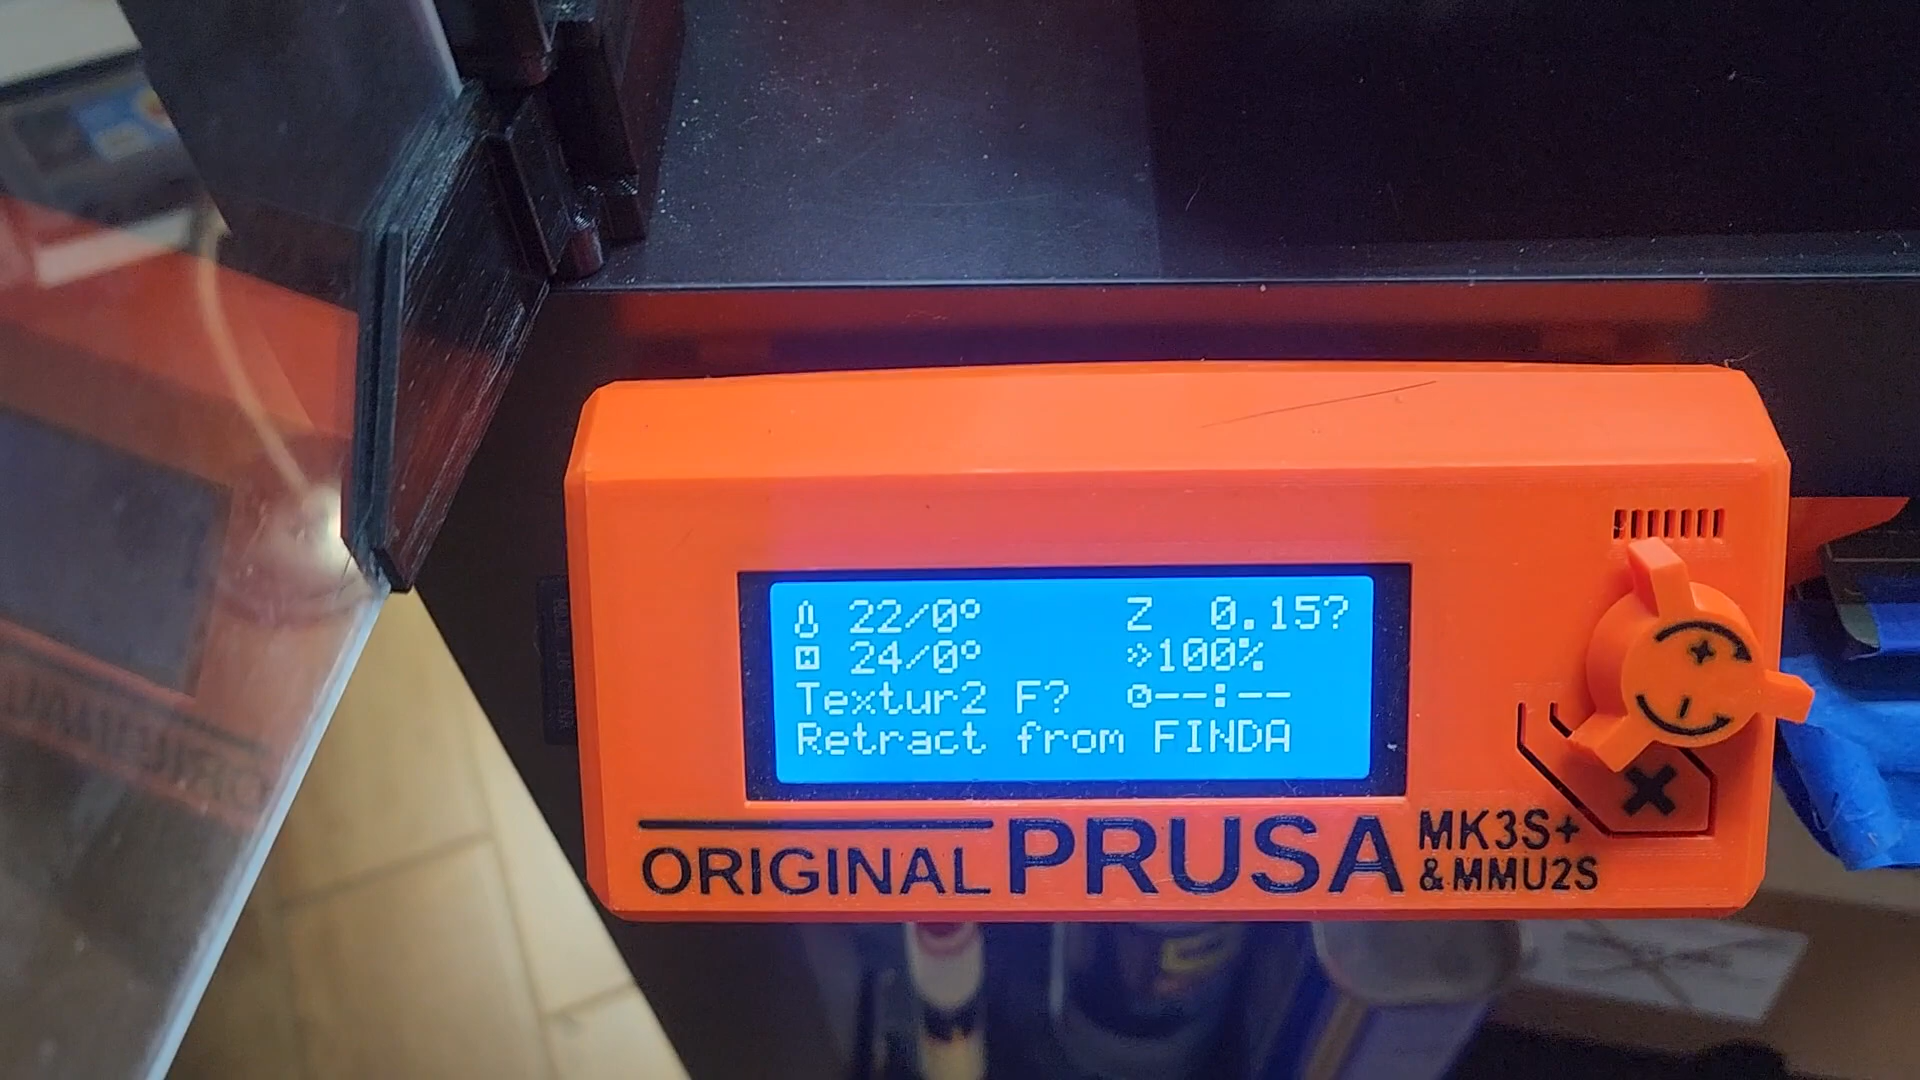 22/0° Z 0.15?
24/0° »100%
Textur2 F? --:--
Retract from FINDA
ORIGINAL PRUSA MK3S+
& MMU2S